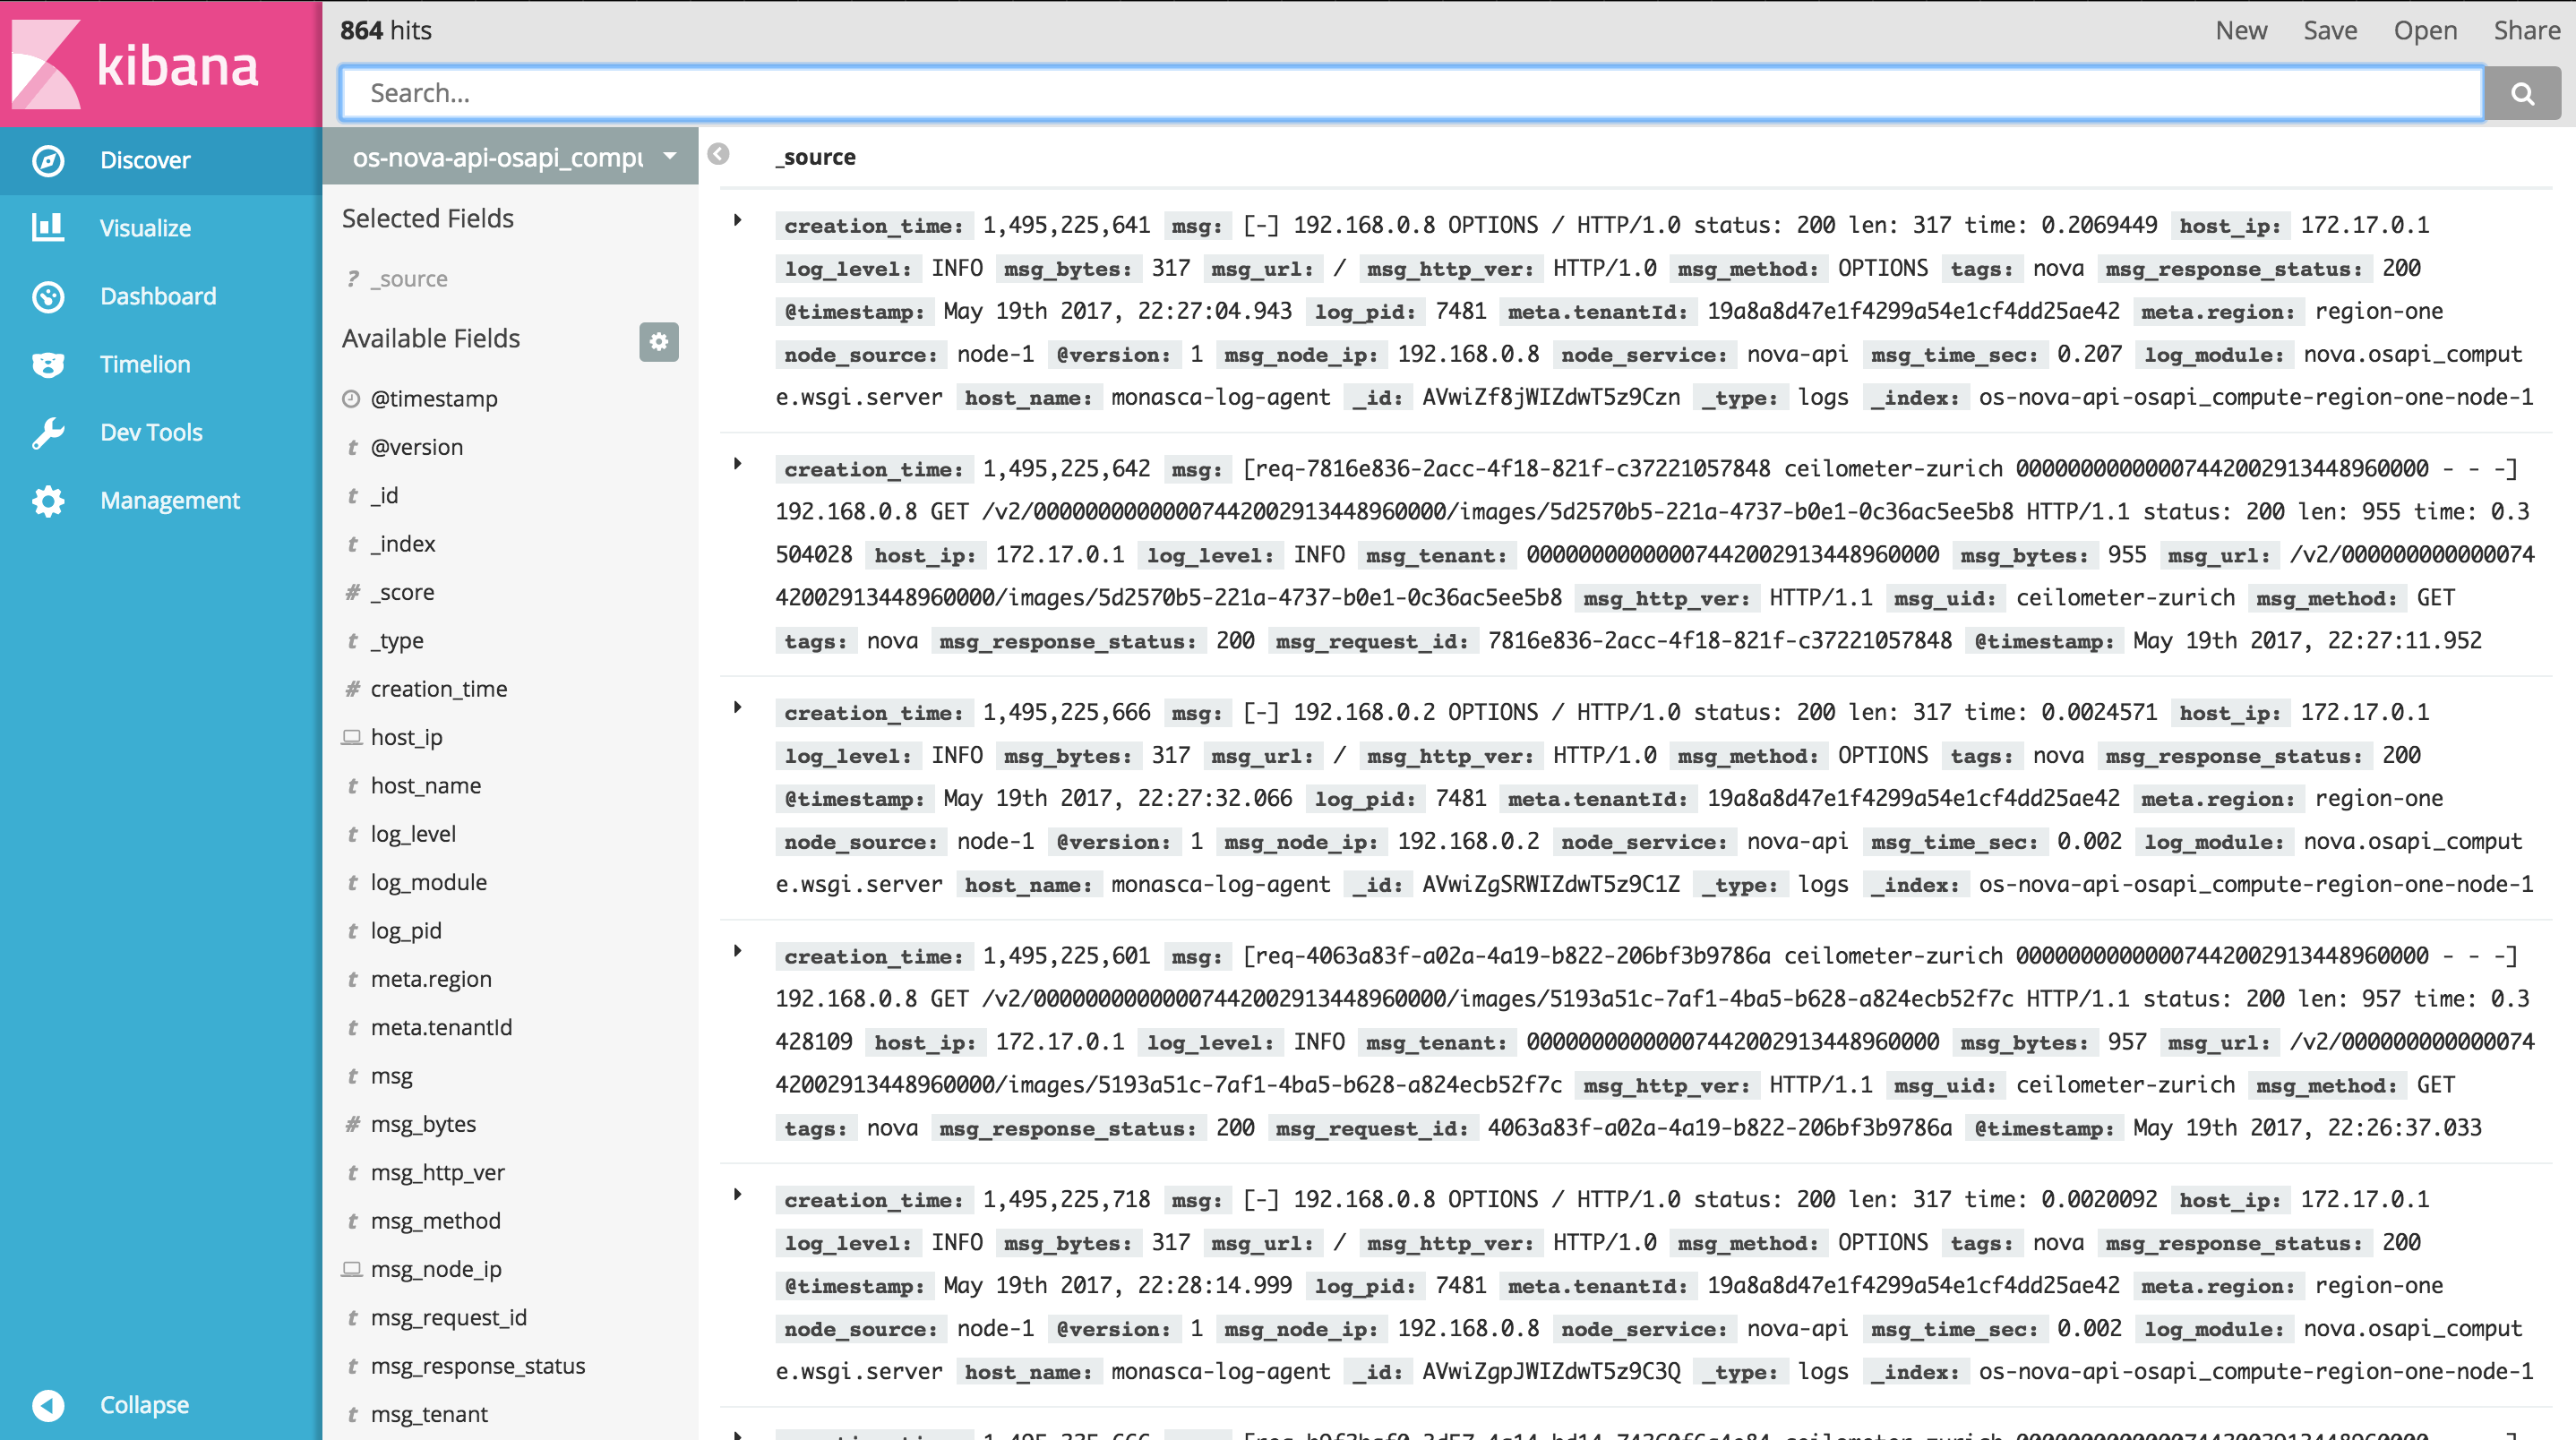 kibana
Discover
Visualize
Dashboard
Timelion
Dev Tools
Management
Collapse
864 hits
New Save Open Share
Search...
os-nova-api-osapi_compu
Selected Fields
? _source
Available Fields
@timestamp
t @version
t _id
t _index
# _score
t _type
# creation_time
host_ip
t host_name
t log_level
t log_module
t log_pid
t meta.region
t meta.tenantId
t msg
# msg_bytes
t msg_http_ver
t msg_method
msg_node_ip
t msg_request_id
t msg_response_status
t msg_tenant
_source
creation_time: 1,495,225,641 msg: [-] 192.168.0.8 OPTIONS / HTTP/1.0 status: 200 len: 317 time: 0.2069449 host_ip: 172.17.0.1
log_level: INFO msg_bytes: 317 msg_url: / msg_http_ver: HTTP/1.0 msg_method: OPTIONS tags: nova msg_response_status: 200
@timestamp: May 19th 2017, 22:27:04.943 log_pid: 7481 meta.tenantId: 19a8a8d47e1f4299a54e1cf4dd25ae42 meta.region: region-one
node_source: node-1 @version: 1 msg_node_ip: 192.168.0.8 node_service: nova-api msg_time_sec: 0.207 log_module: nova.osapi_comput
e.wsgi.server host_name: monasca-log-agent _id: AVwiZf8jWIZdwT5z9Czn _type: logs _index: os-nova-api-osapi_compute-region-one-node-1
creation_time: 1,495,225,642 msg: [req-7816e836-2acc-4f18-821f-c37221057848 ceilometer-zurich 00000000000007442002913448960000 - - -]
192.168.0.8 GET /v2/00000000000007442002913448960000/images/5d2570b5-221a-4737-b0e1-0c36ac5ee5b8 HTTP/1.1 status: 200 len: 955 time: 0.3
504028 host_ip: 172.17.0.1 log_level: INFO msg_tenant: 00000000000007442002913448960000 msg_bytes: 955 msg_url: /v2/000000000000074
42002913448960000/images/5d2570b5-221a-4737-b0e1-0c36ac5ee5b8 msg_http_ver: HTTP/1.1 msg_uid: ceilometer-zurich msg_method: GET
tags: nova msg_response_status: 200 msg_request_id: 7816e836-2acc-4f18-821f-c37221057848 @timestamp: May 19th 2017, 22:27:11.952
creation_time: 1,495,225,666 msg: [-] 192.168.0.2 OPTIONS / HTTP/1.0 status: 200 len: 317 time: 0.0024571 host_ip: 172.17.0.1
log_level: INFO msg_bytes: 317 msg_url: / msg_http_ver: HTTP/1.0 msg_method: OPTIONS tags: nova msg_response_status: 200
@timestamp: May 19th 2017, 22:27:32.066 log_pid: 7481 meta.tenantId: 19a8a8d47e1f4299a54e1cf4dd25ae42 meta.region: region-one
node_source: node-1 @version: 1 msg_node_ip: 192.168.0.2 node_service: nova-api msg_time_sec: 0.002 log_module: nova.osapi_comput
e.wsgi.server host_name: monasca-log-agent _id: AVwiZgSRWIZdwT5z9C1Z _type: logs _index: os-nova-api-osapi_compute-region-one-node-1
creation_time: 1,495,225,601 msg: [req-4063a83f-a02a-4a19-b822-206bf3b9786a ceilometer-zurich 00000000000007442002913448960000 - - -]
192.168.0.8 GET /v2/00000000000007442002913448960000/images/5193a51c-7af1-4ba5-b628-a824ecb52f7c HTTP/1.1 status: 200 len: 957 time: 0.3
428109 host_ip: 172.17.0.1 log_level: INFO msg_tenant: 00000000000007442002913448960000 msg_bytes: 957 msg_url: /v2/000000000000074
42002913448960000/images/5193a51c-7af1-4ba5-b628-a824ecb52f7c msg_http_ver: HTTP/1.1 msg_uid: ceilometer-zurich msg_method: GET
tags: nova msg_response_status: 200 msg_request_id: 4063a83f-a02a-4a19-b822-206bf3b9786a @timestamp: May 19th 2017, 22:26:37.033
creation_time: 1,495,225,718 msg: [-] 192.168.0.8 OPTIONS / HTTP/1.0 status: 200 len: 317 time: 0.0020092 host_ip: 172.17.0.1
log_level: INFO msg_bytes: 317 msg_url: / msg_http_ver: HTTP/1.0 msg_method: OPTIONS tags: nova msg_response_status: 200
@timestamp: May 19th 2017, 22:28:14.999 log_pid: 7481 meta.tenantId: 19a8a8d47e1f4299a54e1cf4dd25ae42 meta.region: region-one
node_source: node-1 @version: 1 msg_node_ip: 192.168.0.8 node_service: nova-api msg_time_sec: 0.002 log_module: nova.osapi_comput
e.wsgi.server host_name: monasca-log-agent _id: AVwiZgpJWIZdwT5z9C3Q _type: logs _index: os-nova-api-osapi_compute-region-one-node-1